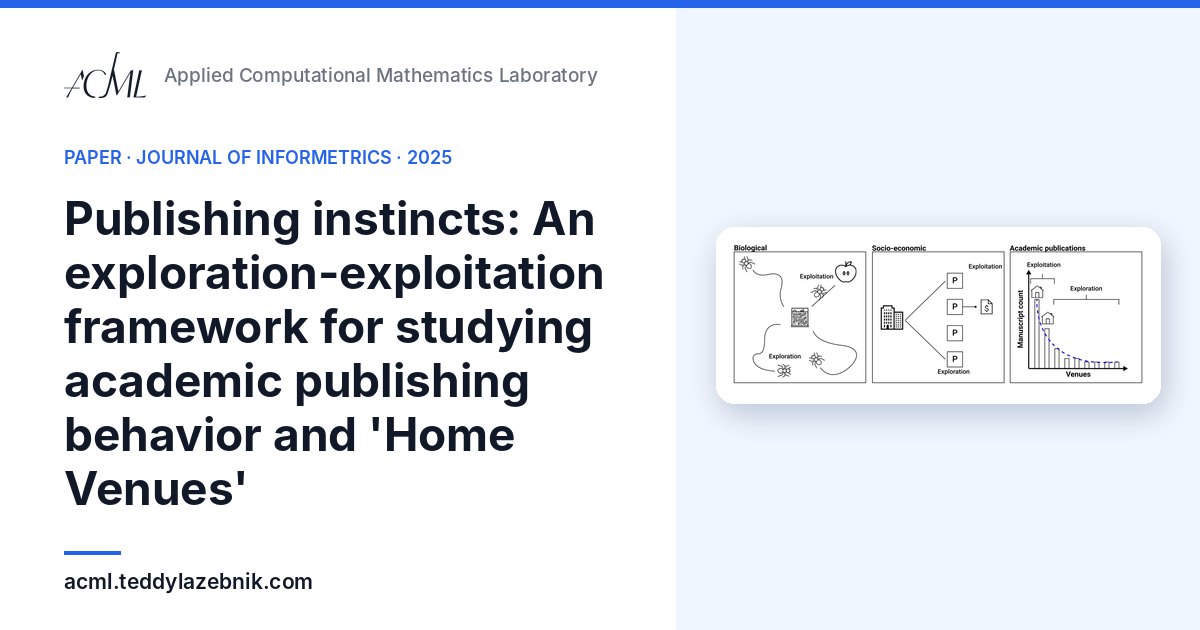 ACML
Applied Computational Mathematics Laboratory
PAPER · JOURNAL OF INFORMETRICS · 2025
Publishing instincts: An
exploration-exploitation
framework for studying
academic publishing
behavior and 'Home
Venues'
acml.teddylazebnik.com
Biological
Exploitation
Exploration
Socio-economic
Exploitation
P
P
$
P
P
Exploration
Academic publications
Exploitation
Exploration
Manuscript count
Venues